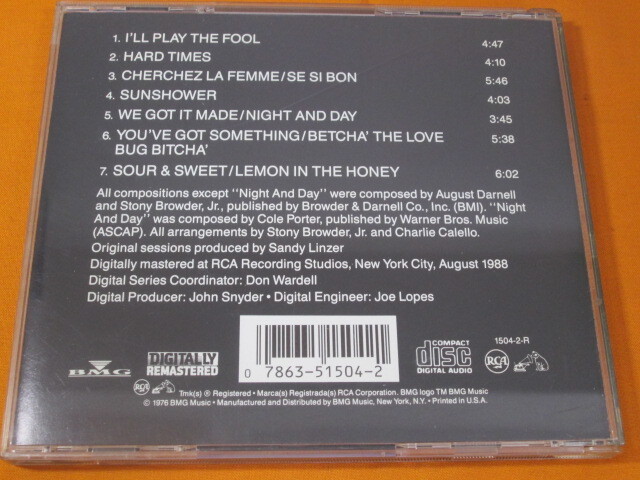 1. I'LL PLAY THE FOOL 4:47
2. HARD TIMES 4:10
3. CHERCHEZ LA FEMME/SE SI BON 5:46
4. SUNSHOWER 4:03
5. WE GOT IT MADE/NIGHT AND DAY 3:45
6. YOU'VE GOT SOMETHING/BETCHA' THE LOVE 5:38
BUG BITCHA'
7. SOUR & SWEET/LEMON IN THE HONEY 6:02
All compositions except "Night And Day" were composed by August Darnell
and Stony Browder, Jr., published by Browder & Darnell Co., Inc. (BMI). "Night
And Day" was composed by Cole Porter, published by Warner Bros. Music
(ASCAP). All arrangements by Stony Browder, Jr. and Charlie Calello.
Original sessions produced by Sandy Linzer
Digitally mastered at RCA Recording Studios, New York City, August 1988
Digital Series Coordinator: Don Wardell
Digital Producer: John Snyder • Digital Engineer: Joe Lopes
BMG
DIGITALLY
REMASTERED
0 7863-51504-2
COMPACT
disc
DIGITAL AUDIO
1504-2-R
RCA
RCA Tmk(s) ® Registered • Marca(s) Registrada(s) RCA Corporation. BMG logo TM BMG Music
© 1976 BMG Music • Manufactured and Distributed by BMG Music, New York, N.Y. • Printed in U.S.A.